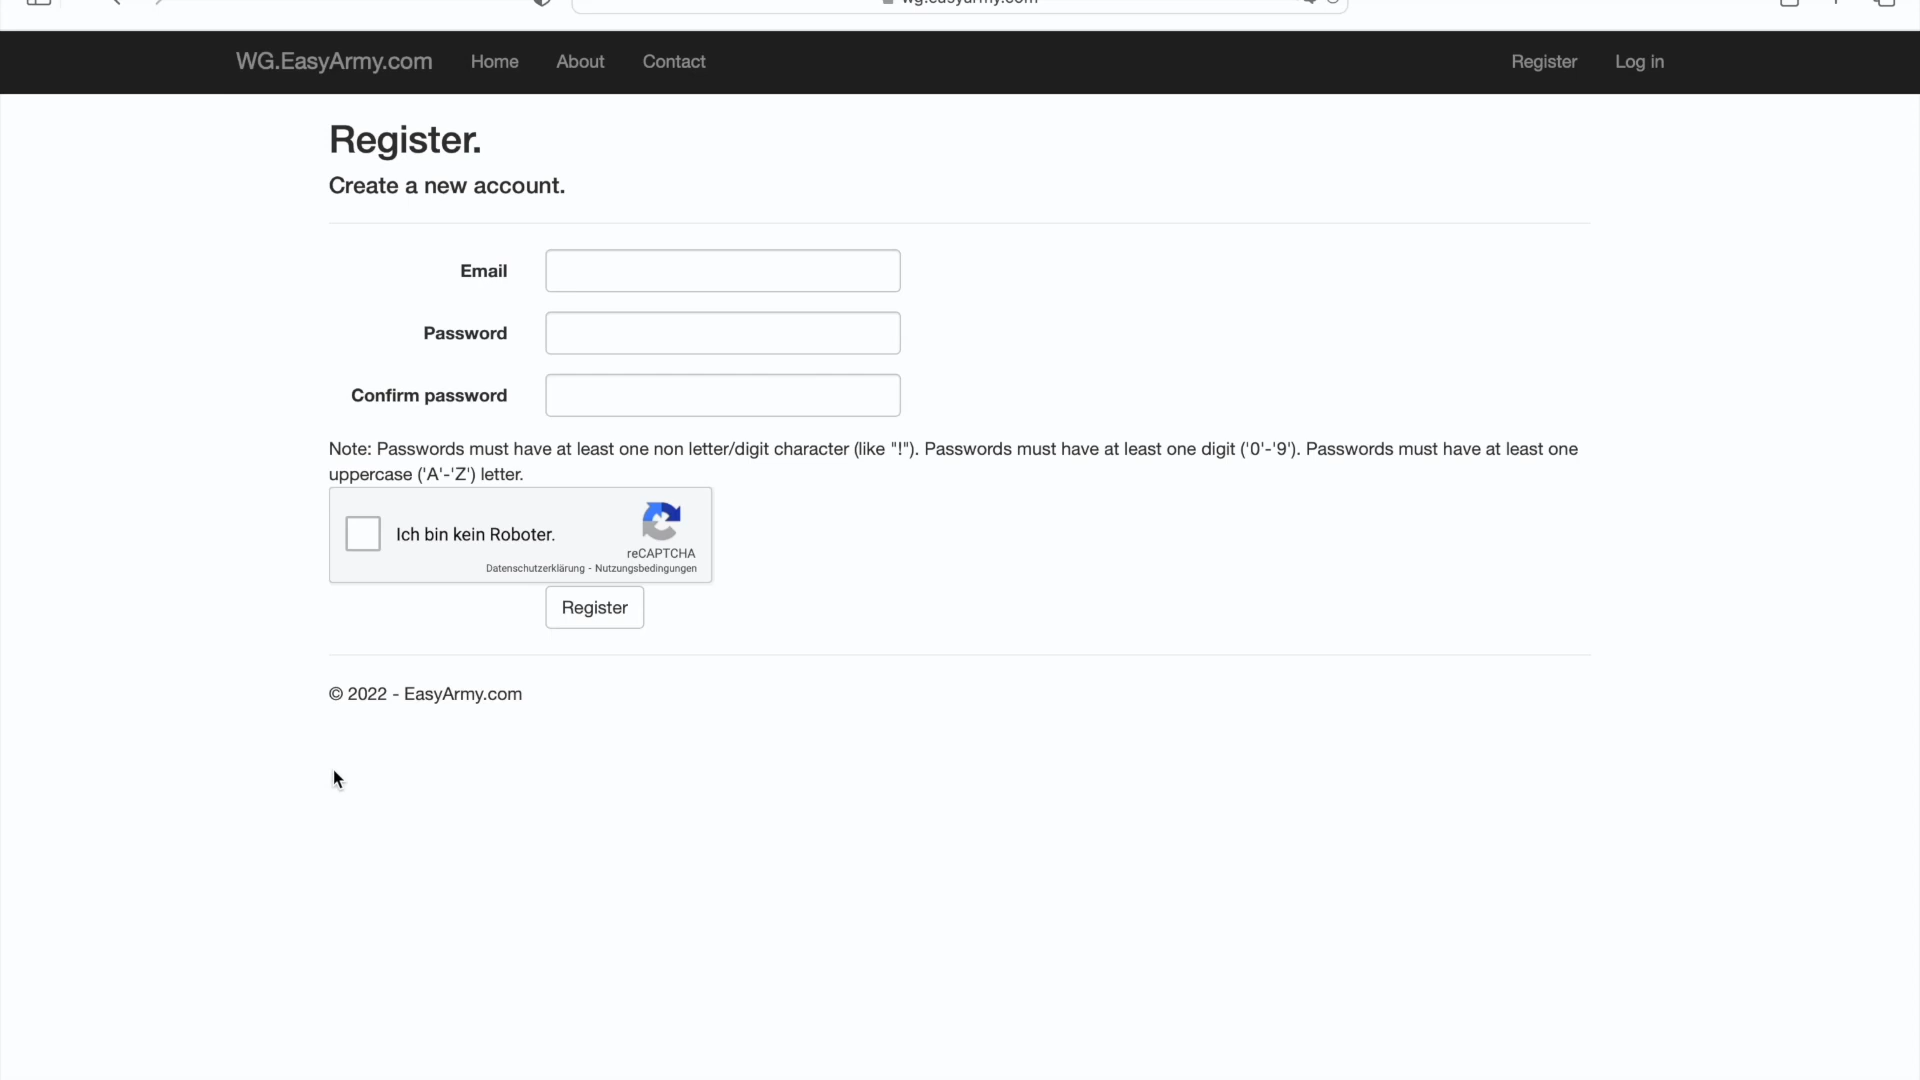 wg.easyarmy.com
WG.EasyArmy.com Home About Contact Register Log in
Register.
Create a new account.
Email
Password
Confirm password
Note: Passwords must have at least one non letter/digit character (like "!"). Passwords must have at least one digit ('0'-'9'). Passwords must have at least one
uppercase ('A'-'Z') letter.
Ich bin kein Roboter.
reCAPTCHA
Datenschutzerklärung - Nutzungsbedingungen
Register
© 2022 - EasyArmy.com